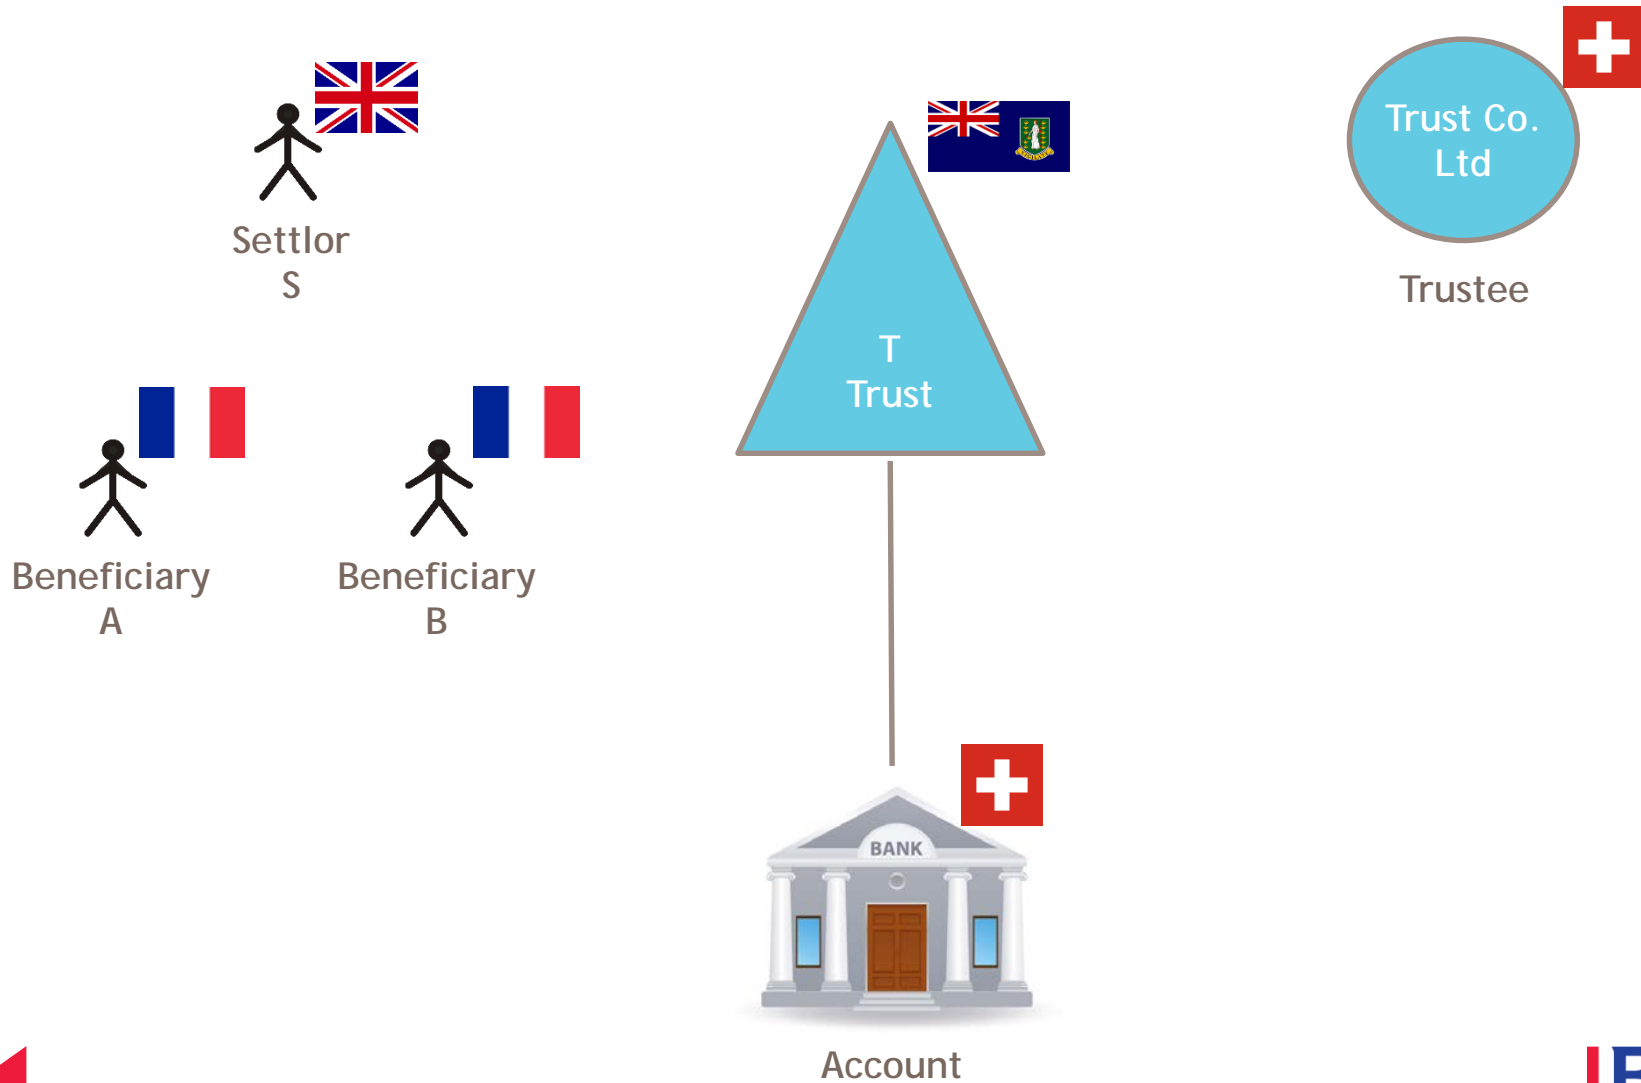 Trust Co.
Ltd
Settlor
S
Trustee
T
Trust
Beneficiary
A
Beneficiary
B
BANK
Account